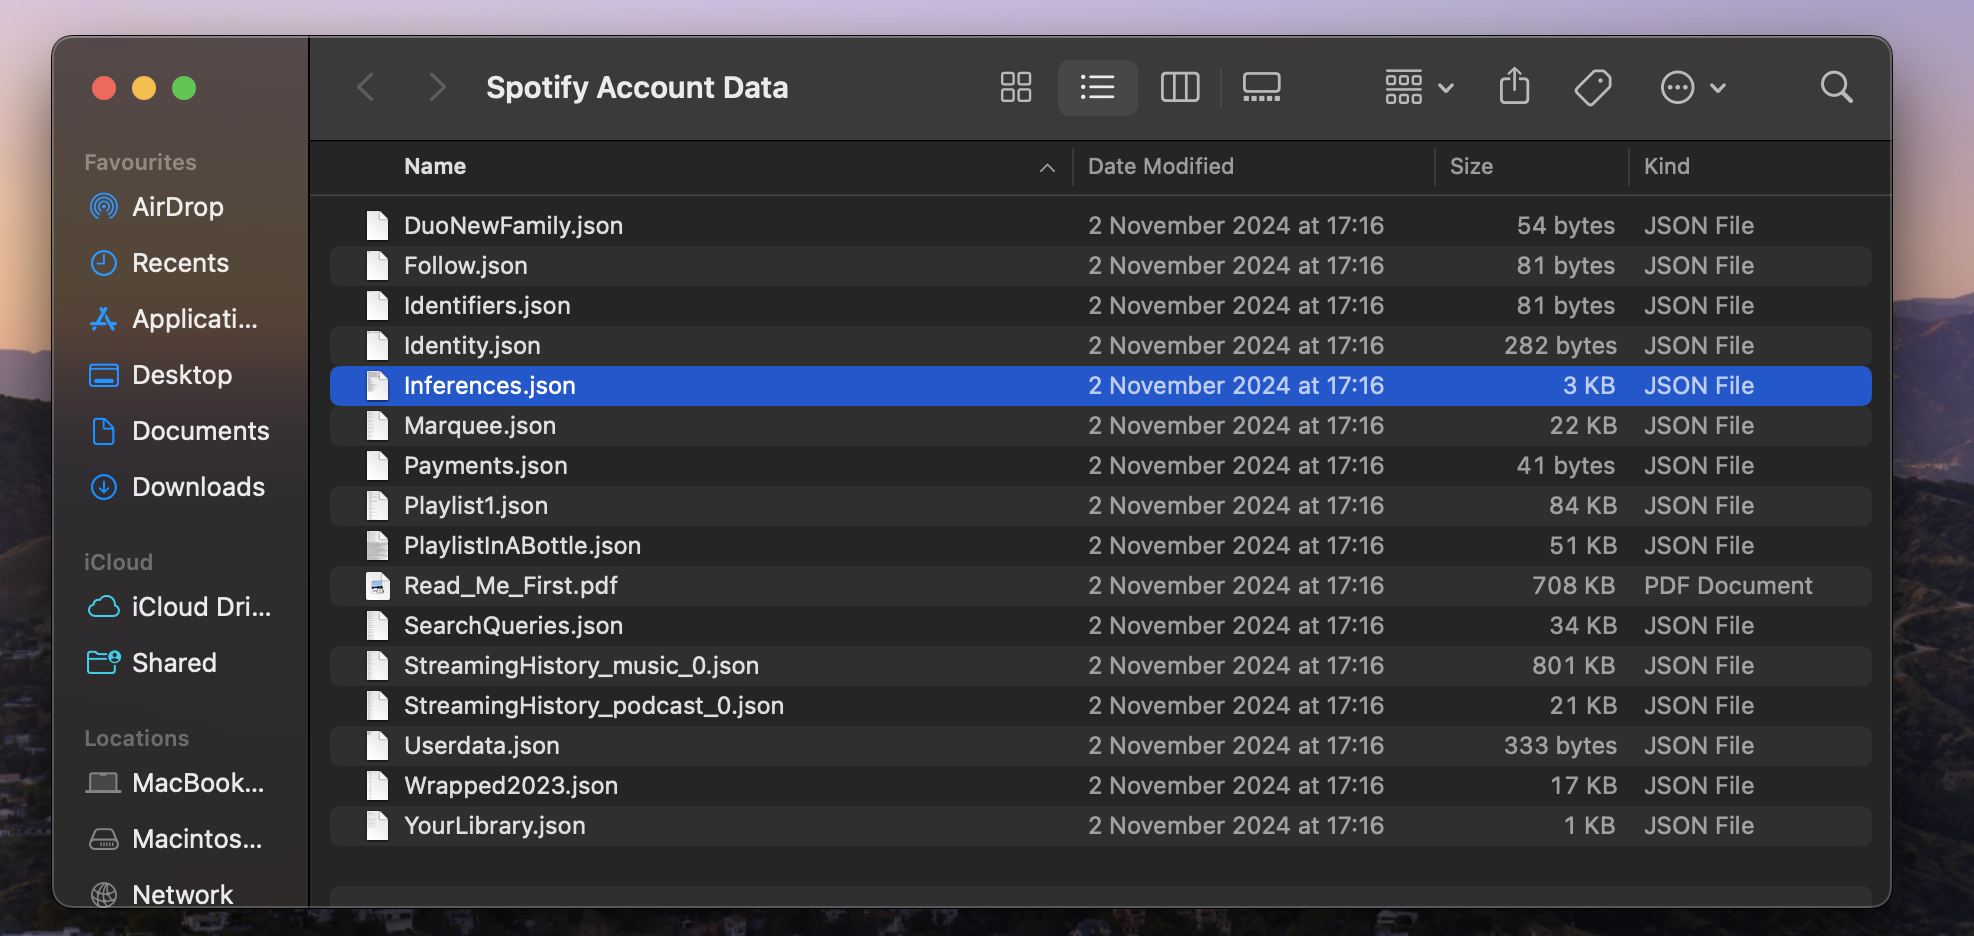 Spotify Account Data
Favourites
AirDrop
Recents
Applicati...
Desktop
Documents
Downloads
iCloud
iCloud Dri...
Shared
Locations
MacBook...
Macintos...
Network
Name Date Modified Size Kind
DuoNewFamily.json 2 November 2024 at 17:16 54 bytes JSON File
Follow.json 2 November 2024 at 17:16 81 bytes JSON File
Identifiers.json 2 November 2024 at 17:16 81 bytes JSON File
Identity.json 2 November 2024 at 17:16 282 bytes JSON File
Inferences.json 2 November 2024 at 17:16 3 KB JSON File
Marquee.json 2 November 2024 at 17:16 22 KB JSON File
Payments.json 2 November 2024 at 17:16 41 bytes JSON File
Playlist1.json 2 November 2024 at 17:16 84 KB JSON File
PlaylistInABottle.json 2 November 2024 at 17:16 51 KB JSON File
Read_Me_First.pdf 2 November 2024 at 17:16 708 KB PDF Document
SearchQueries.json 2 November 2024 at 17:16 34 KB JSON File
StreamingHistory_music_0.json 2 November 2024 at 17:16 801 KB JSON File
StreamingHistory_podcast_0.json 2 November 2024 at 17:16 21 KB JSON File
Userdata.json 2 November 2024 at 17:16 333 bytes JSON File
Wrapped2023.json 2 November 2024 at 17:16 17 KB JSON File
YourLibrary.json 2 November 2024 at 17:16 1 KB JSON File